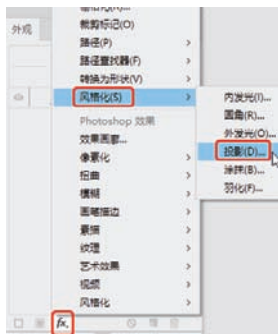 外观
裁剪标记(O)
路径(P)
路径查找器(F)
转换为形状(V)
风格化(S)
Photoshop 效果
效果画廊...
像素化
扭曲
模糊
画笔描边
素描
纹理
艺术效果
视频
风格化
fx.
内发光(I)...
圆角(R)...
外发光(O)...
投影(D)...
涂抹(B)...
羽化(F)...